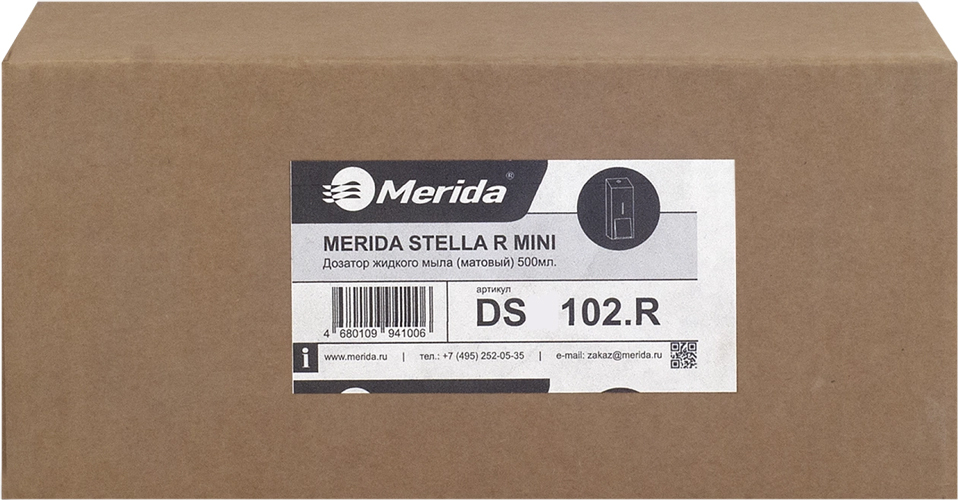 Merida®
MERIDA STELLA R MINI
Дозатор жидкого мыла (матовый) 500мл.
артикул
DS 102.R
4 680109 941006
i www.merida.ru | тел.: +7 (495) 252-05-35 | e-mail: zakaz@merida.ru